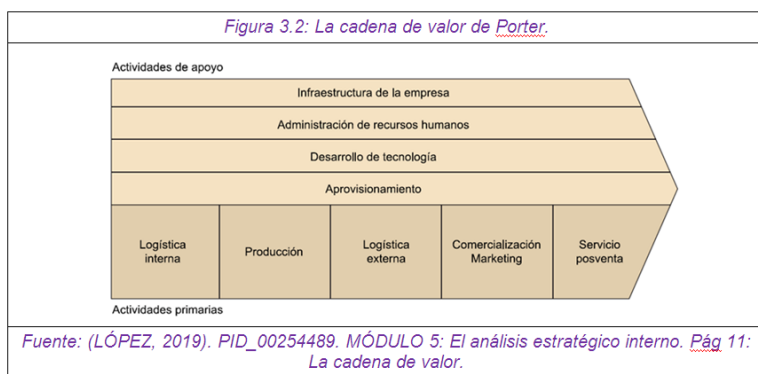 Figura 3.2: La cadena de valor de Porter.
Actividades de apoyo
Infraestructura de la empresa
Administración de recursos humanos
Desarrollo de tecnología
Aprovisionamiento
Logística
interna
Producción
Logística
externa
Comercialización
Marketing
Servicio
posventa
Actividades primarias
Fuente: (LÓPEZ, 2019). PID_00254489. MÓDULO 5: El análisis estratégico interno. Pág 11:
La cadena de valor.